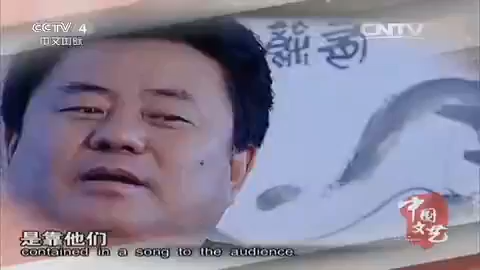 CCTV 4
中文国际
CNTV
中国
文艺
是靠他们
contained in a song to the audience.